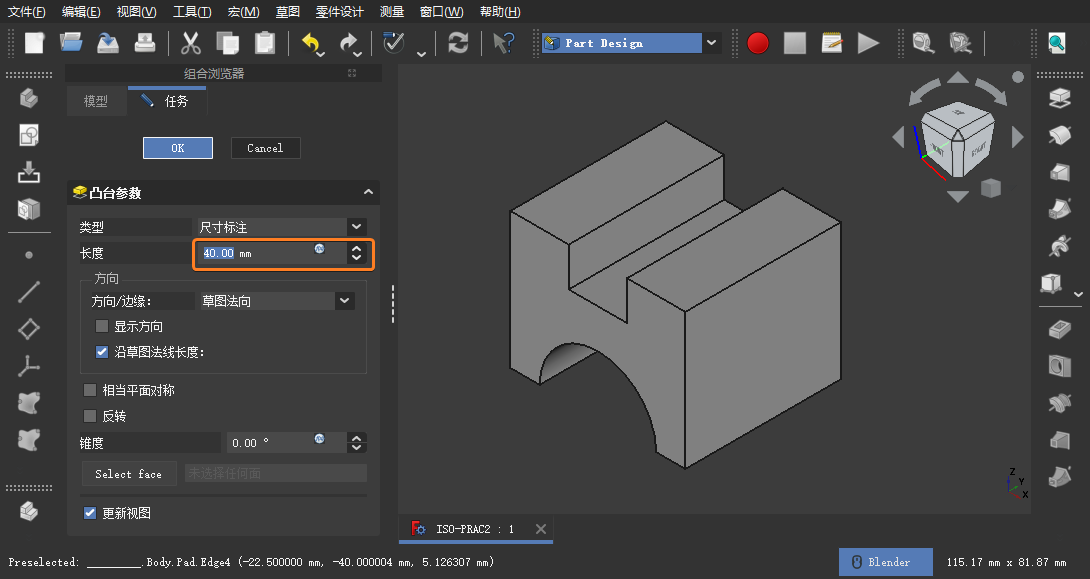 文件(F) 编辑(E) 视图(V) 工具(T) 宏(M) 草图 零件设计 测量 窗口(W) 帮助(H)
Part Design
组合浏览器
模型 任务
OK Cancel
凸台参数
类型 尺寸标注
长度 40.00 mm
方向
方向/边缘: 草图法向
显示方向
沿草图法线长度:
相当平面对称
反转
锥度 0.00 °
Select face 未选择任何面
更新视图
Z
Y
X
ISO-PRAC2 : 1
Preselected: _________.Body.Pad.Edge4 (-22.500000 mm, -40.000004 mm, 5.126307 mm) Blender 115.17 mm x 81.87 mm